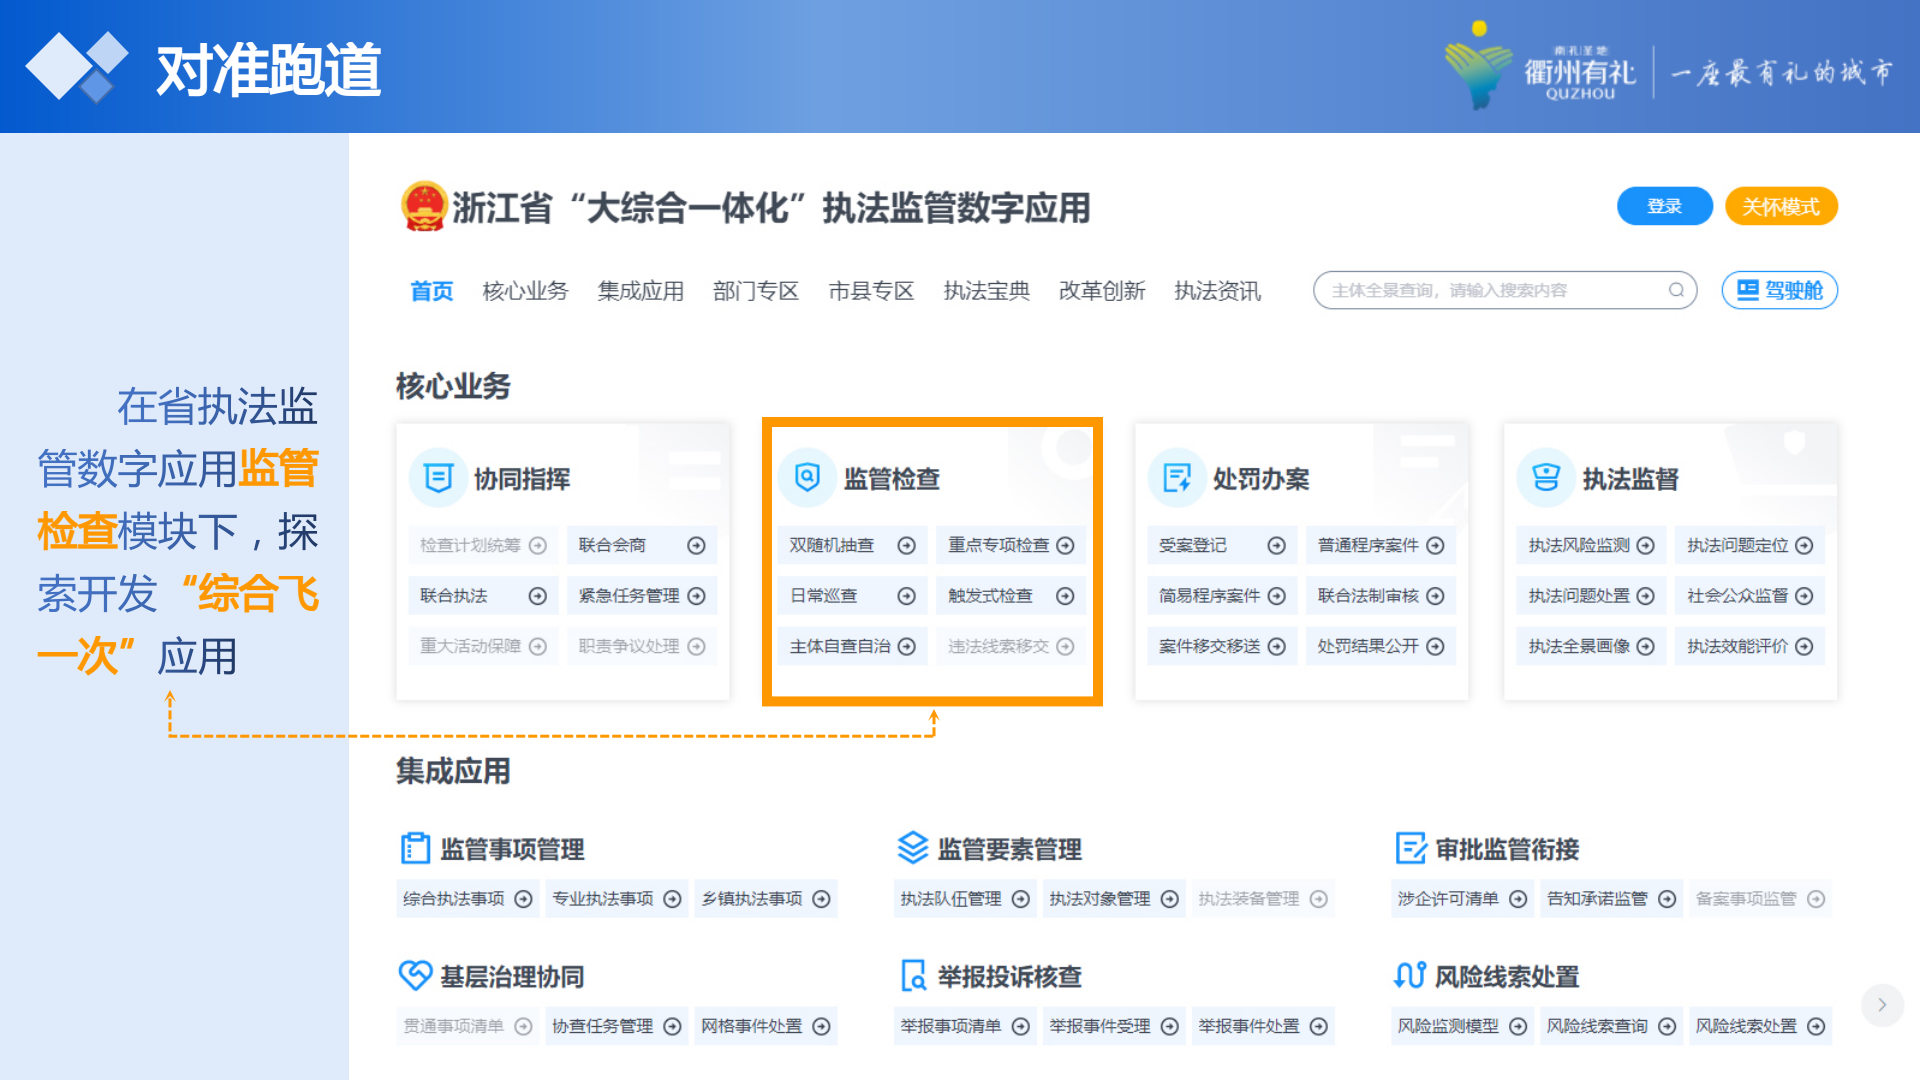 对准跑道
南孔圣地
衢州有礼
QUZHOU
一座最有礼的城市
在省执法监
管数字应用监管
检查模块下，探
索开发“综合飞
一次”应用
浙江省“大综合一体化”执法监管数字应用
登录
关怀模式
首页 核心业务 集成应用 部门专区 市县专区 执法宝典 改革创新 执法资讯
主体全景查询，请输入搜索内容
驾驶舱
核心业务
协同指挥
检查计划统筹 联合会商
联合执法 紧急任务管理
重大活动保障 职责争议处理
监管检查
双随机抽查 重点专项检查
日常巡查 触发式检查
主体自查自治 违法线索移交
处罚办案
受案登记 普通程序案件
简易程序案件 联合法制审核
案件移交移送 处罚结果公开
执法监督
执法风险监测 执法问题定位
执法问题处置 社会公众监督
执法全景画像 执法效能评价
集成应用
监管事项管理
综合执法事项 专业执法事项 乡镇执法事项
监管要素管理
执法队伍管理 执法对象管理 执法装备管理
审批监管衔接
涉企许可清单 告知承诺监管 备案事项监管
基层治理协同
贯通事项清单 协查任务管理 网格事件处置
举报投诉核查
举报事项清单 举报事件受理 举报事件处置
风险线索处置
风险监测模型 风险线索查询 风险线索处置